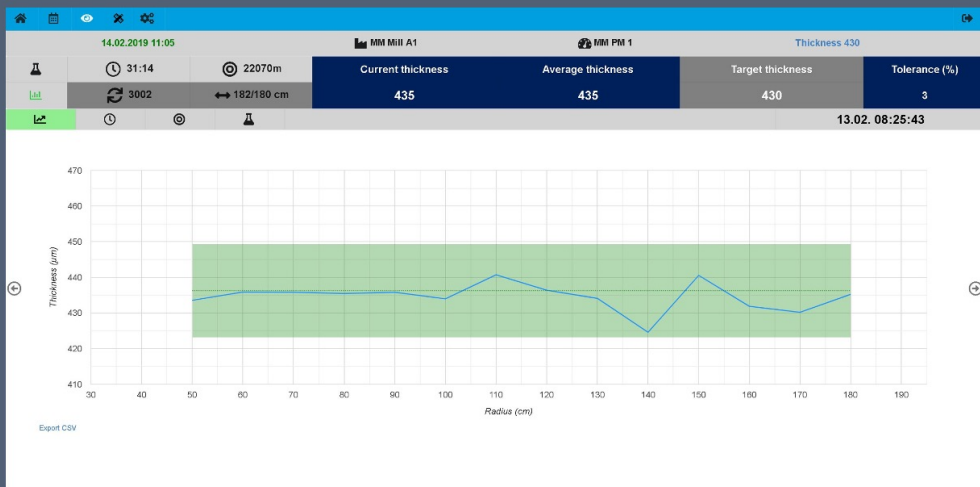 14.02.2019 11:05 MM Mill A1 MM PM 1 Thickness 430
31:14 22070m Current thickness Average thickness Target thickness Tolerance (%)
3002 182/180 cm 435 435 430 3
13.02. 08:25:43
470
460
450
440
430
420
410
Thickness (μm)
30 40 50 60 70 80 90 100 110 120 130 140 150 160 170 180 190
Radius (cm)
Export CSV